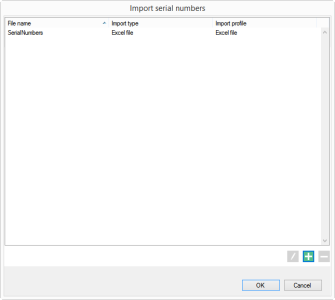 Import serial numbers
File name Import type Import profile
SerialNumbers Excel file Excel file
OK Cancel